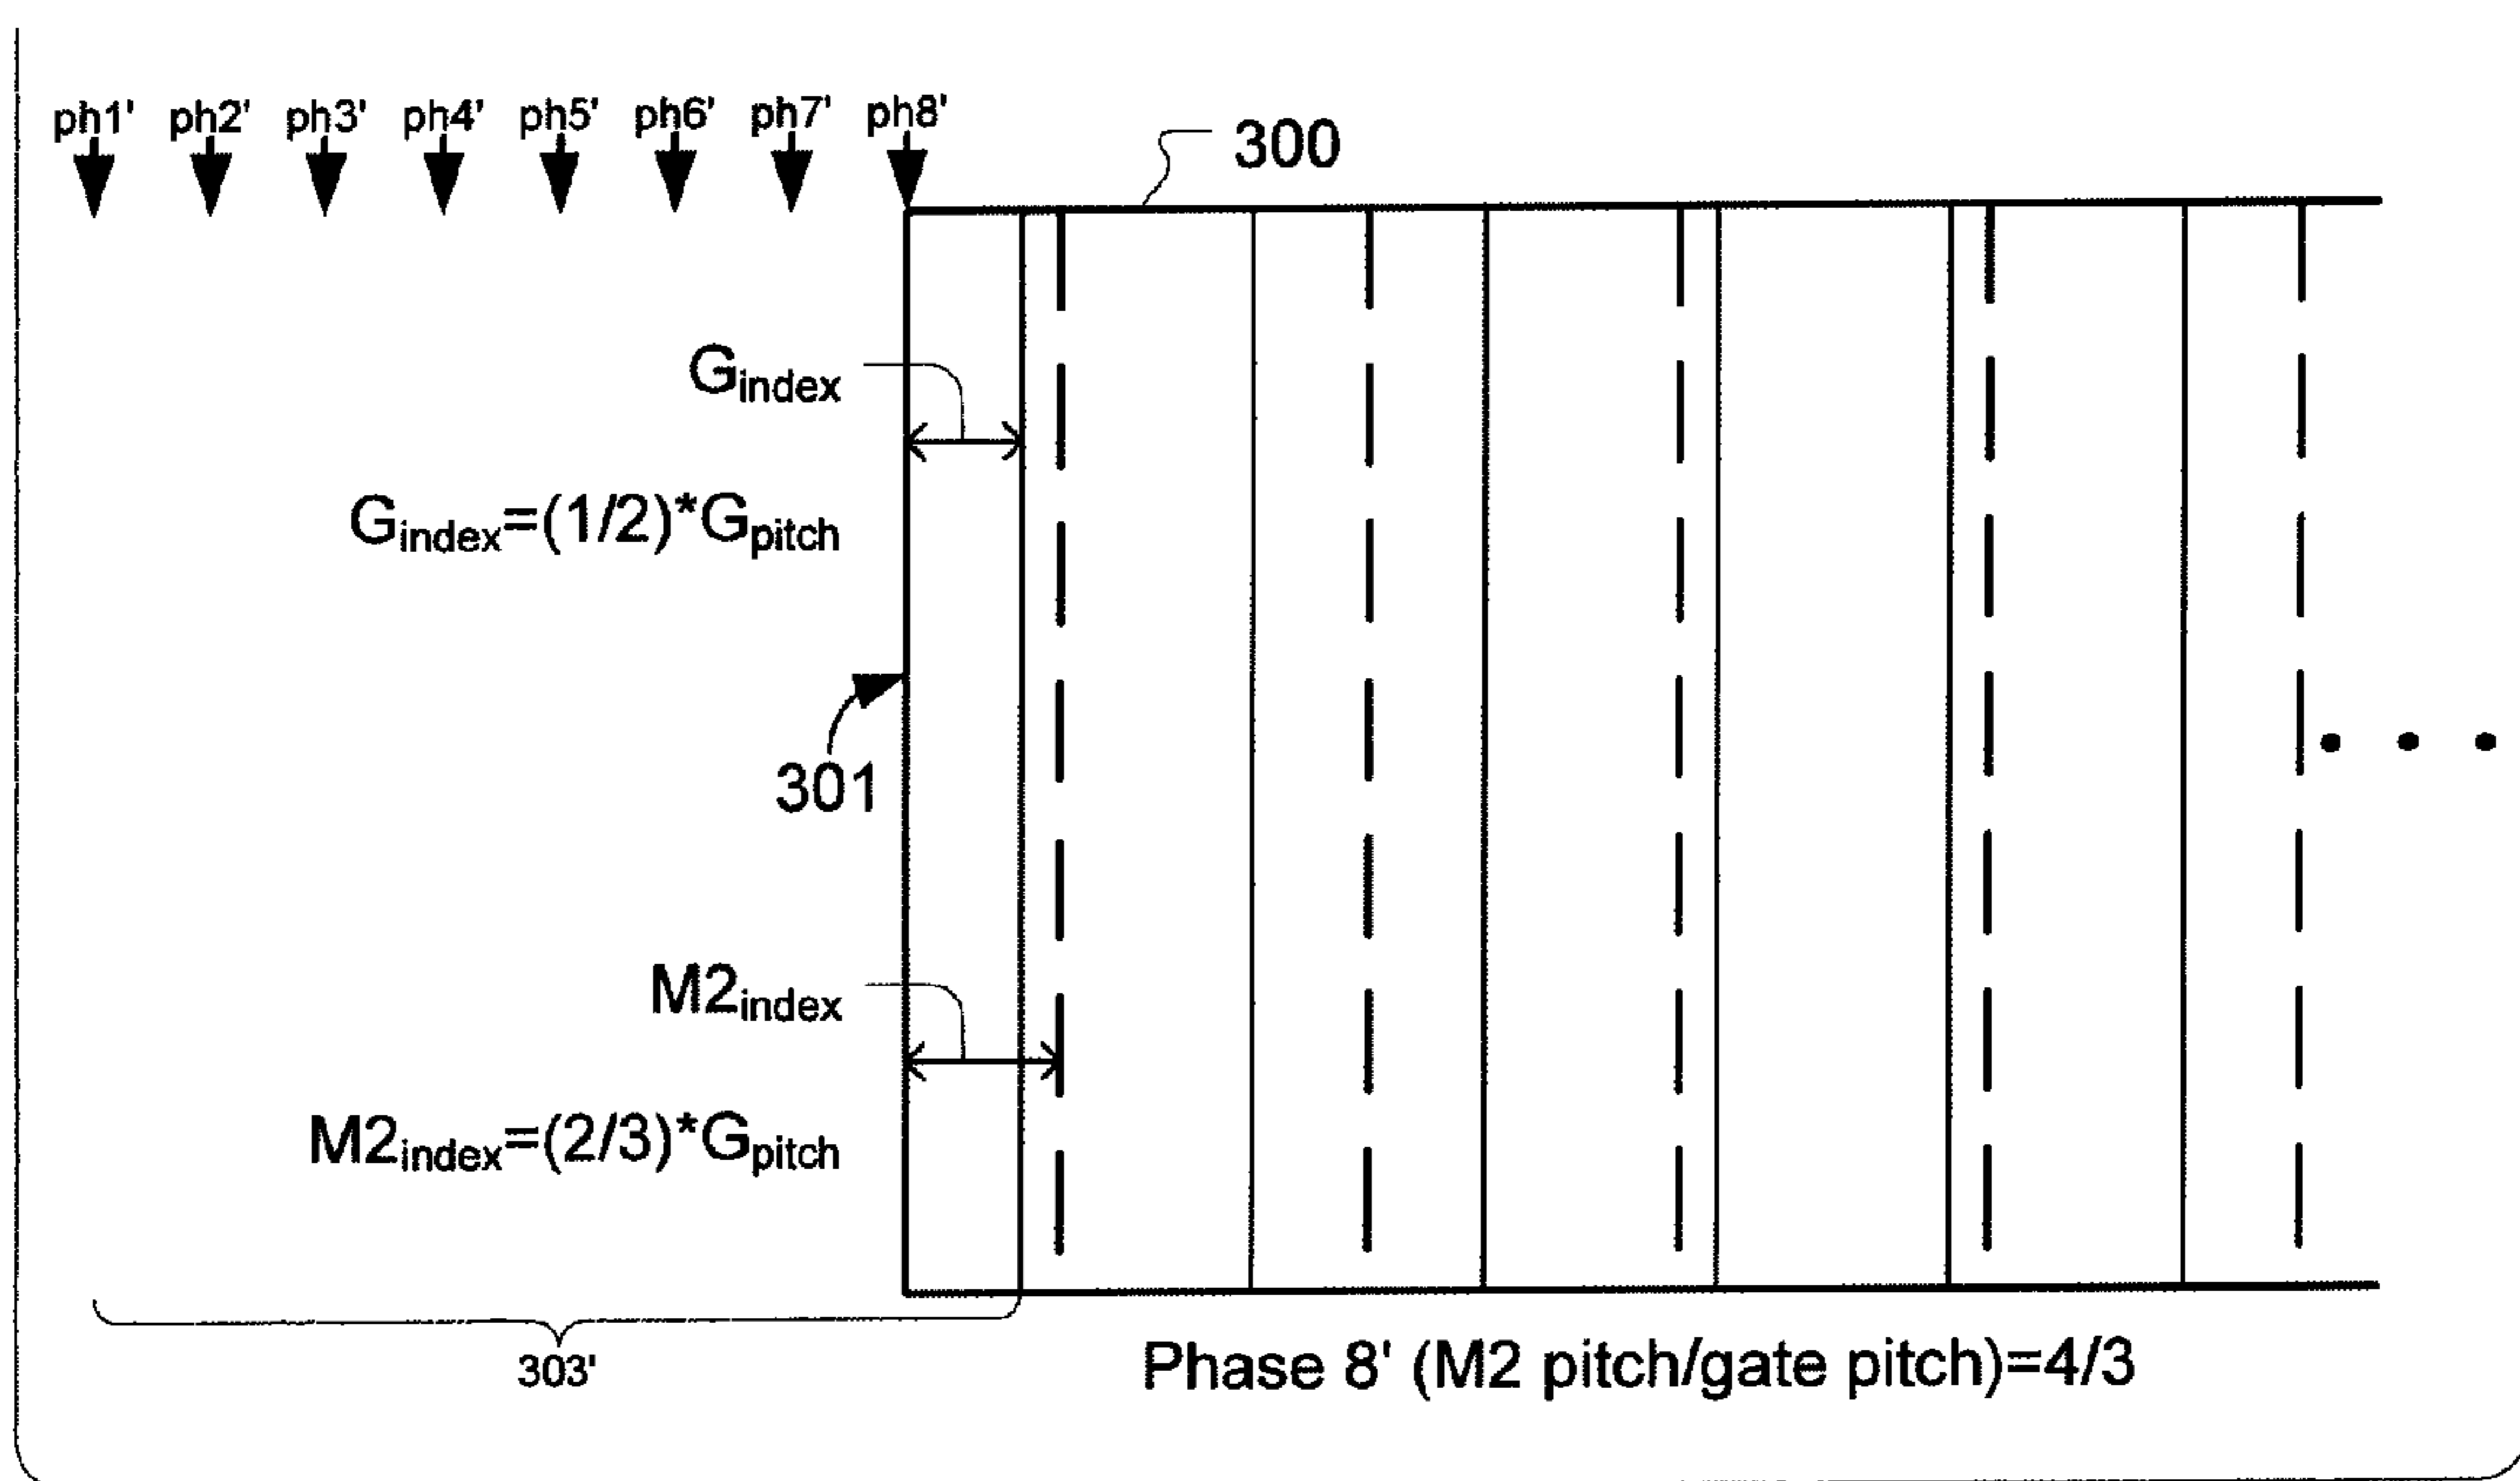 ph1' ph2' ph3' ph4' ph5' ph6' ph7' ph8'
300
Gindex
Gindex=(1/2)*Gpitch
301
M2index
M2index=(2/3)*Gpitch
303'
Phase 8' (M2 pitch/gate pitch)=4/3